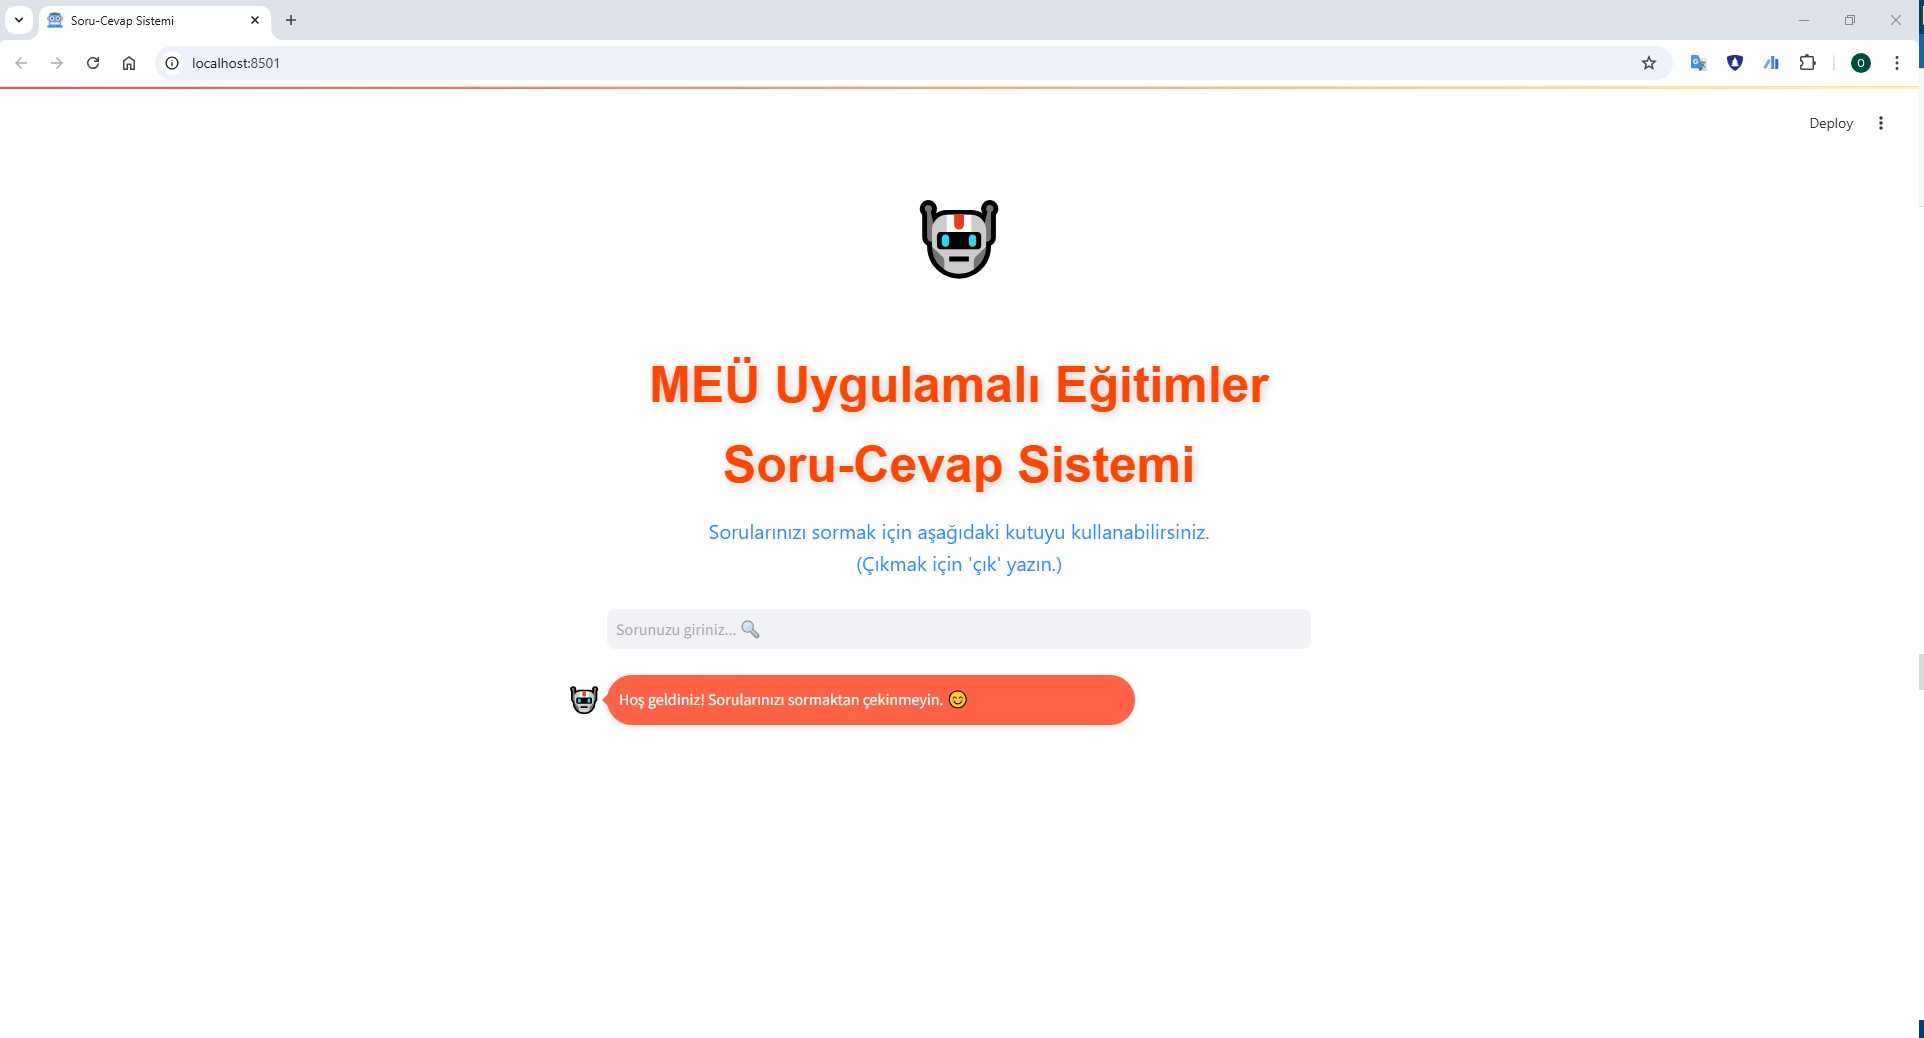 Soru-Cevap Sistemi
localhost:8501
O
Deploy
MEÜ Uygulamalı Eğitimler
Soru-Cevap Sistemi
Sorularınızı sormak için aşağıdaki kutuyu kullanabilirsiniz.
(Çıkmak için 'çık' yazın.)
Sorunuzu giriniz... 🔍
Hoş geldiniz! Sorularınızı sormaktan çekinmeyin. 😊